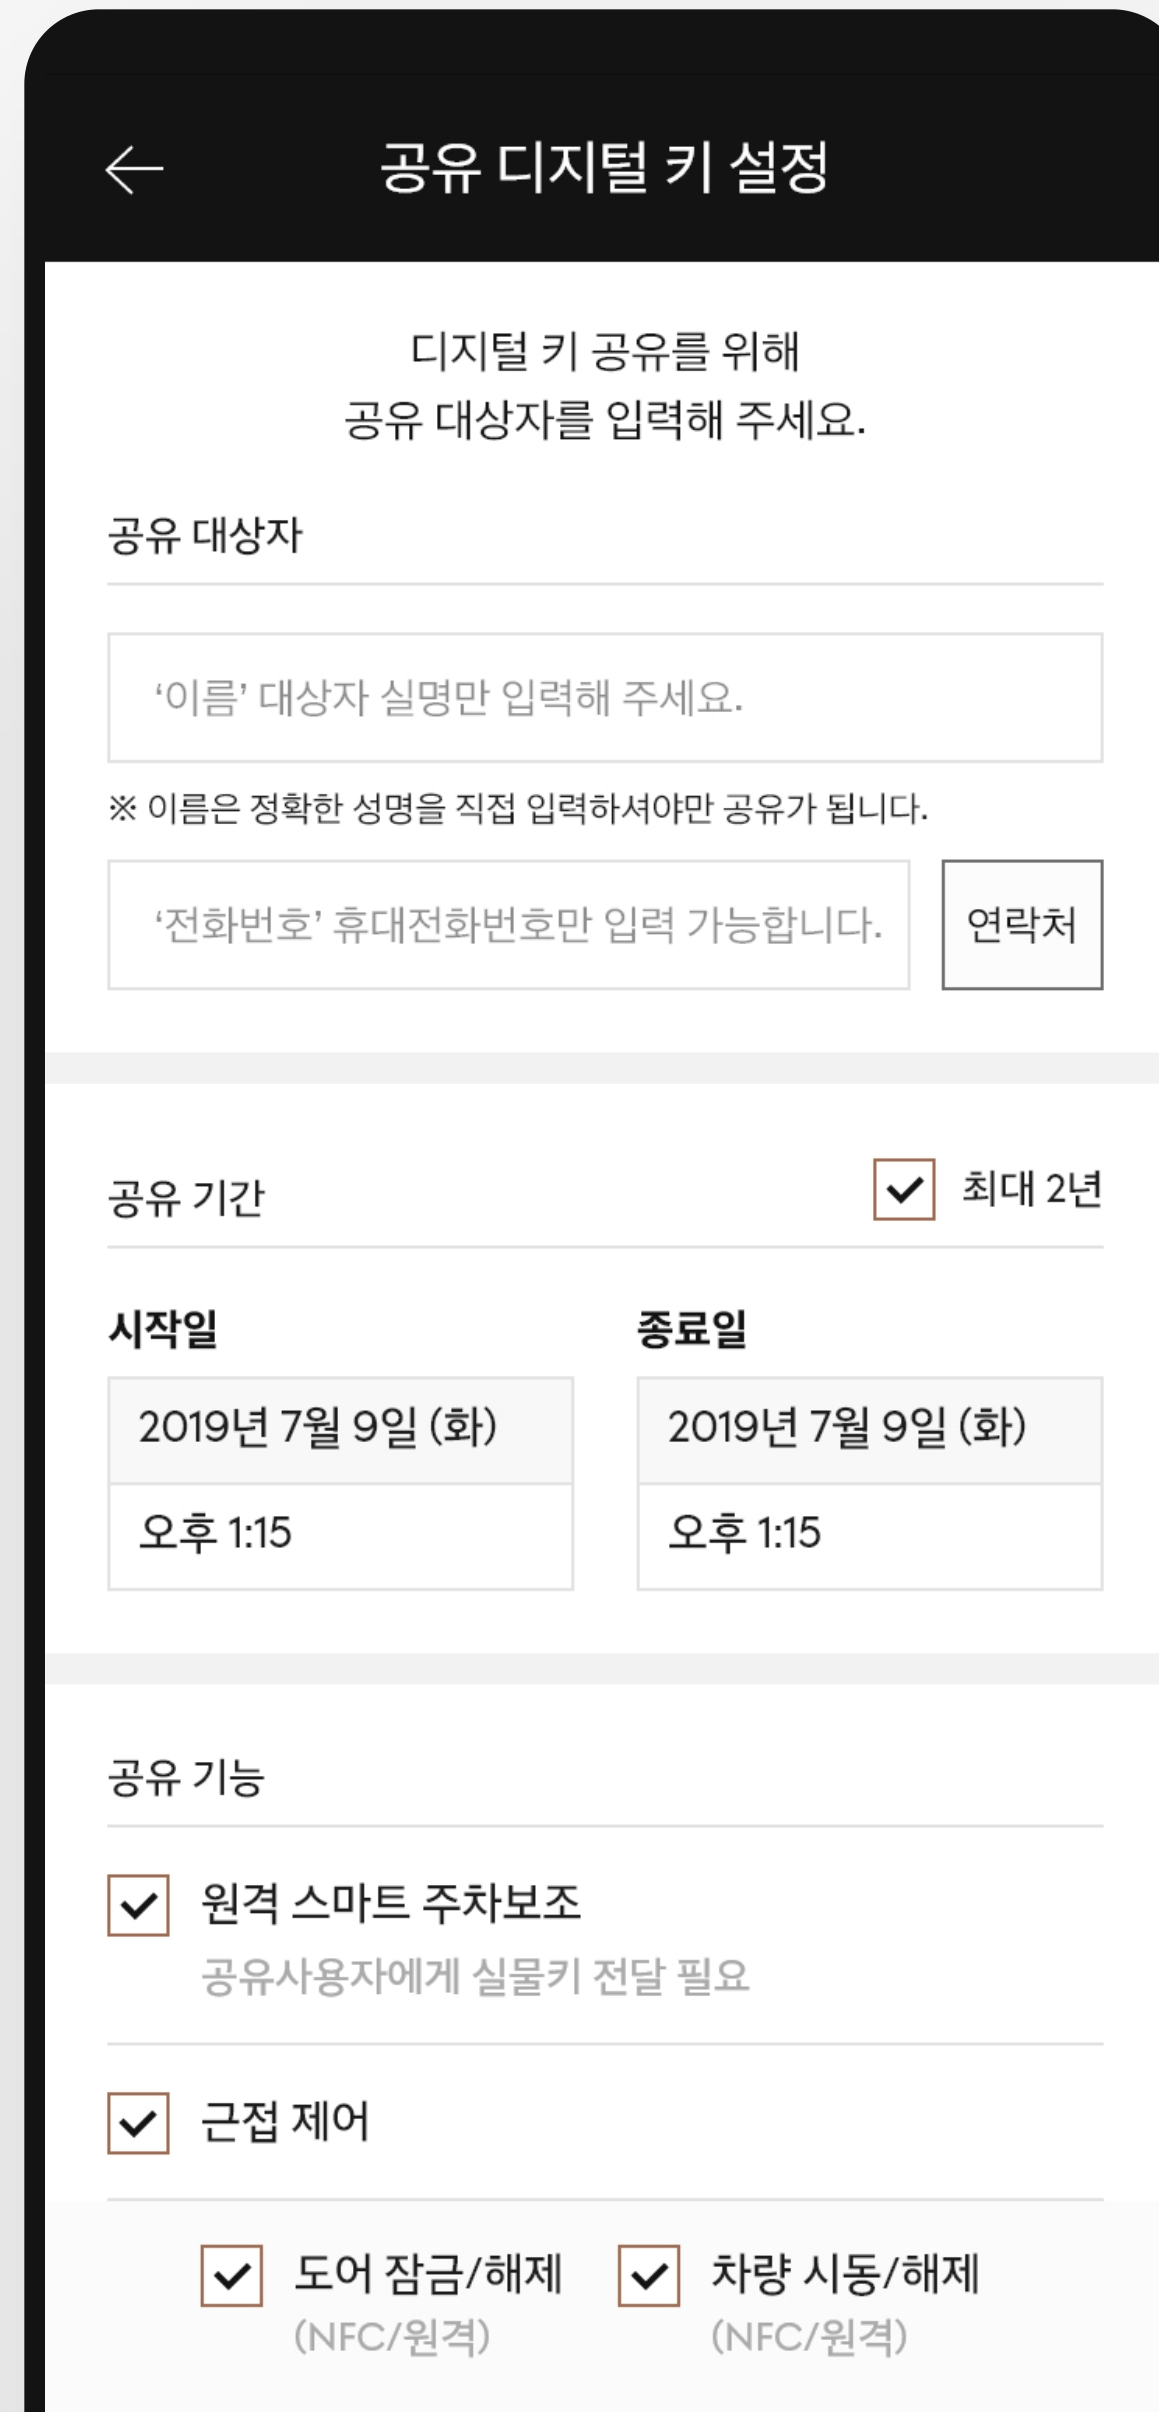 공유 디지털 키 설정
디지털 키 공유를 위해
공유 대상자를 입력해 주세요.
공유 대상자
‘이름’ 대상자 실명만 입력해 주세요.
※ 이름은 정확한 성명을 직접 입력하셔야만 공유가 됩니다.
‘전화번호’ 휴대전화번호만 입력 가능합니다. 연락처
공유 기간 최대 2년
시작일 종료일
2019년 7월 9일 (화) 2019년 7월 9일 (화)
오후 1:15 오후 1:15
공유 기능
원격 스마트 주차보조
공유사용자에게 실물키 전달 필요
근접 제어
도어 잠금/해제 차량 시동/해제
(NFC/원격) (NFC/원격)